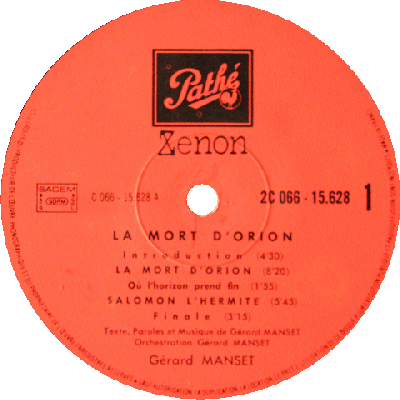 Pathé
Xenon
SACEM
SDRM
C 066 - 15.628 A
2C 066 - 15.628
1
LA MORT D'ORION
Introduction (4'30)
LA MORT D'ORION (8'20)
Où l'horizon prend fin (1'55)
SALOMON L'HERMITE (5'45)
Finale (3'15)
Texte, Paroles et Musique de Gérard MANSET
Orchestration Gérard MANSET
Gérard MANSET